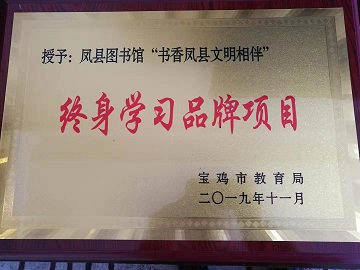 授予：凤县图书馆“书香凤县文明相伴”
终身学习品牌项目
宝鸡市教育局
二〇一九年十一月